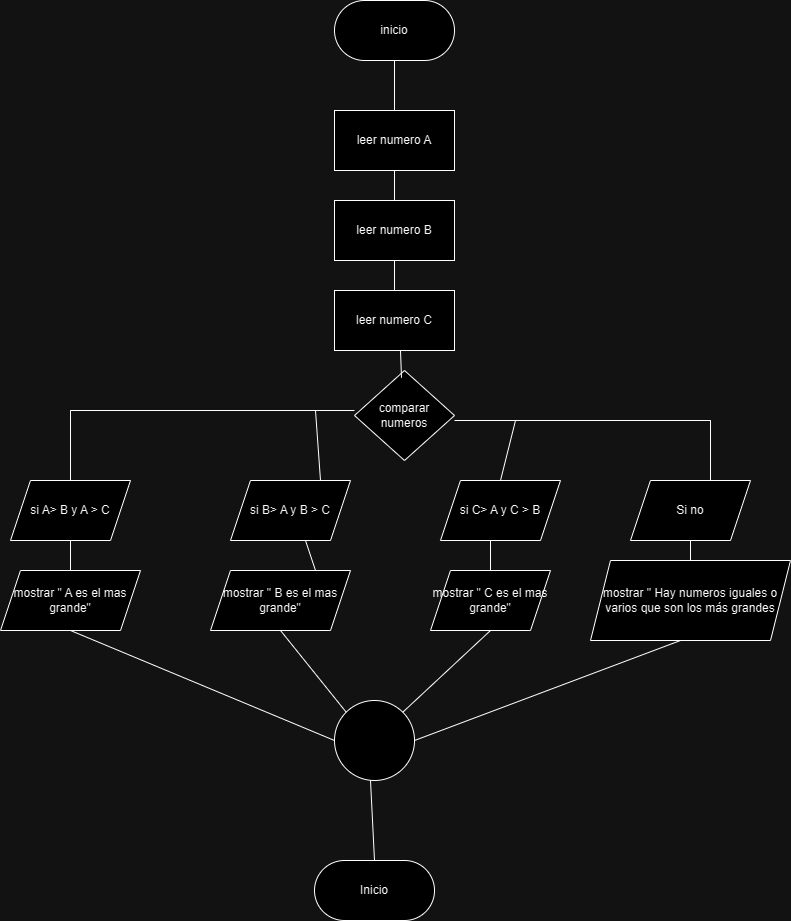 inicio
leer numero A
leer numero B
leer numero C
comparar
numeros
si A> B y A > C
si B> A y B > C
si C> A y C > B
Si no
mostrar " A es el mas
grande"
mostrar " B es el mas
grande"
mostrar " C es el mas
grande"
mostrar " Hay numeros iguales o
varios que son los más grandes
Inicio